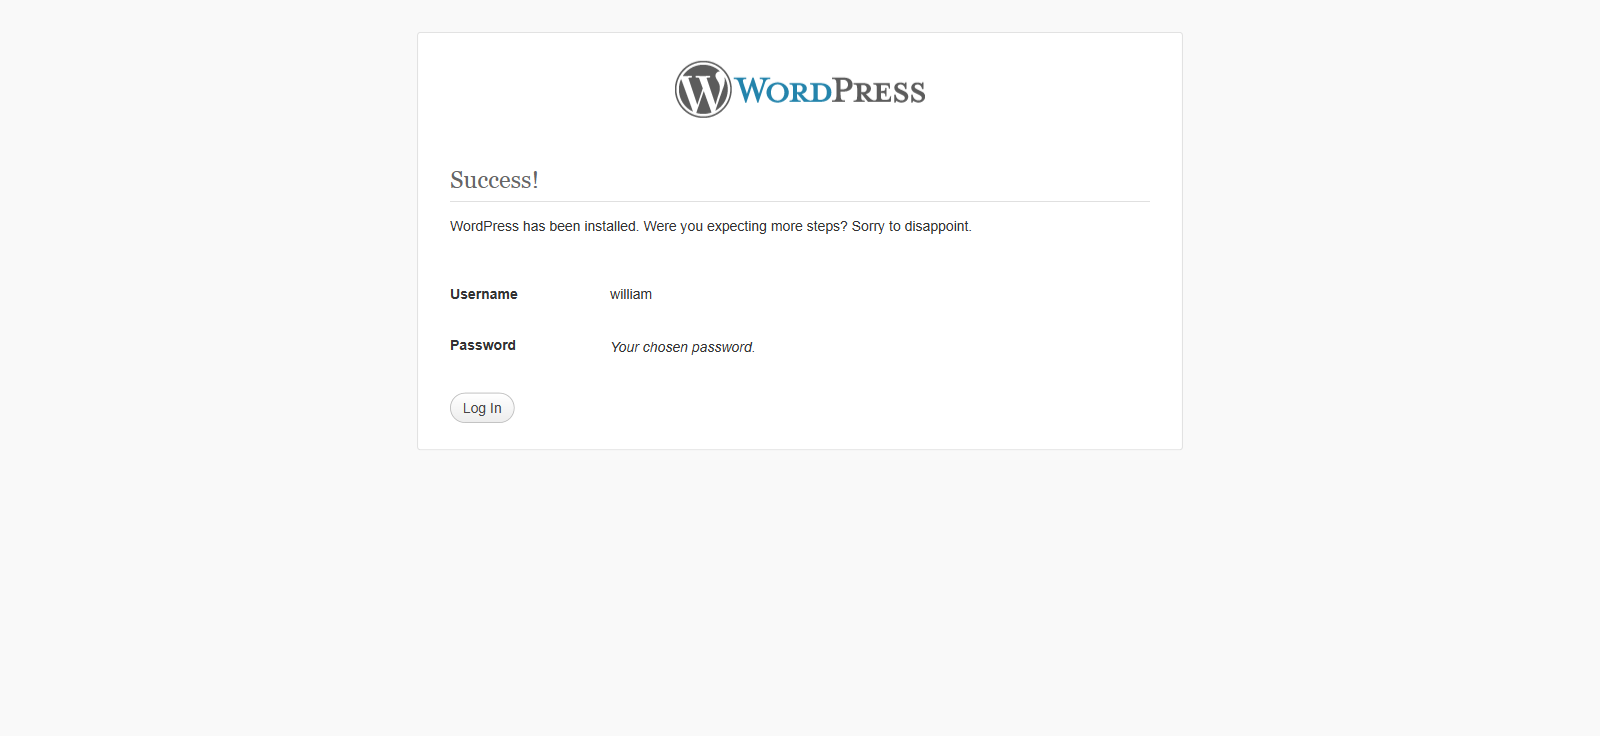 WORDPRESS
Success!
WordPress has been installed. Were you expecting more steps? Sorry to disappoint.
Username william
Password Your chosen password.
Log In